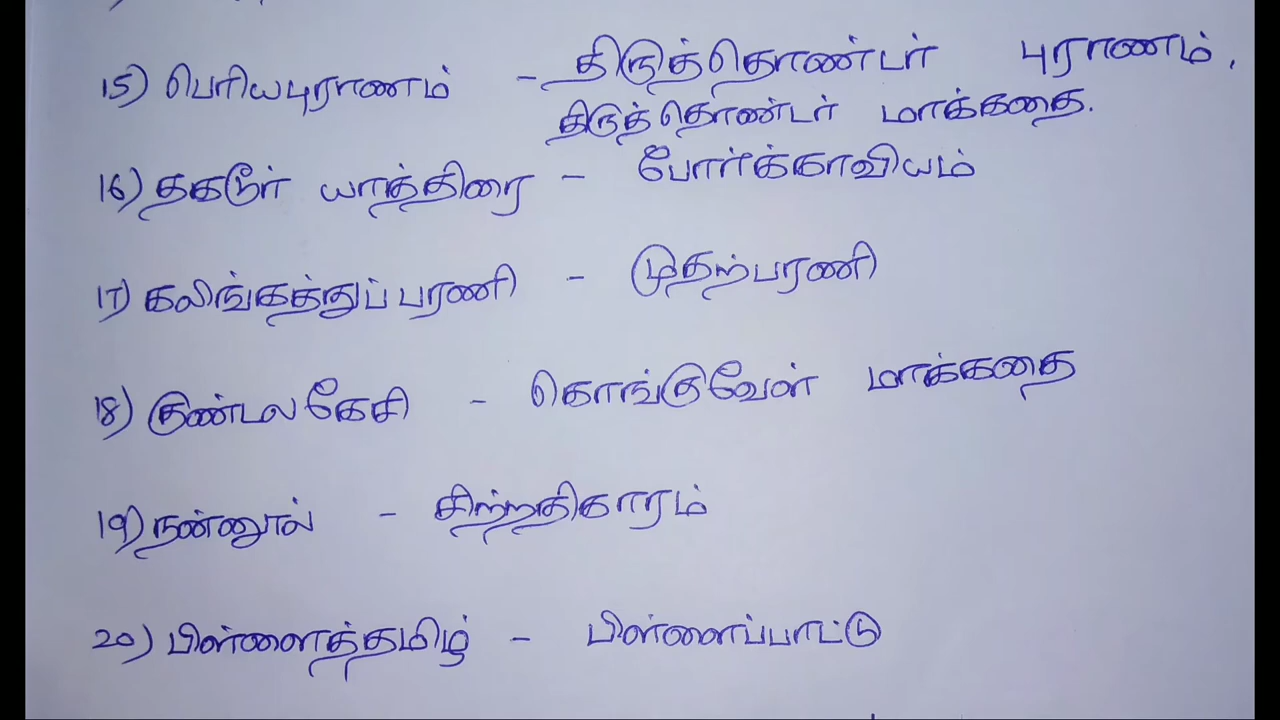 15) பெரியபுராணம் - திருத்தொண்டர் புராணம்,
திருத்தொண்டர் மாக்கதை.
16) தகடூர் யாத்திரை - போர்க்காவியம்
17) கலிங்கத்துப் பரணி - முதற்பரணி
18) குண்டலகேசி - கொங்குவேள் மாக்கதை
19) நன்னூல் - சிற்றதிகாரம்
20) பிள்ளைத்தமிழ் - பிள்ளைப்பாட்டு